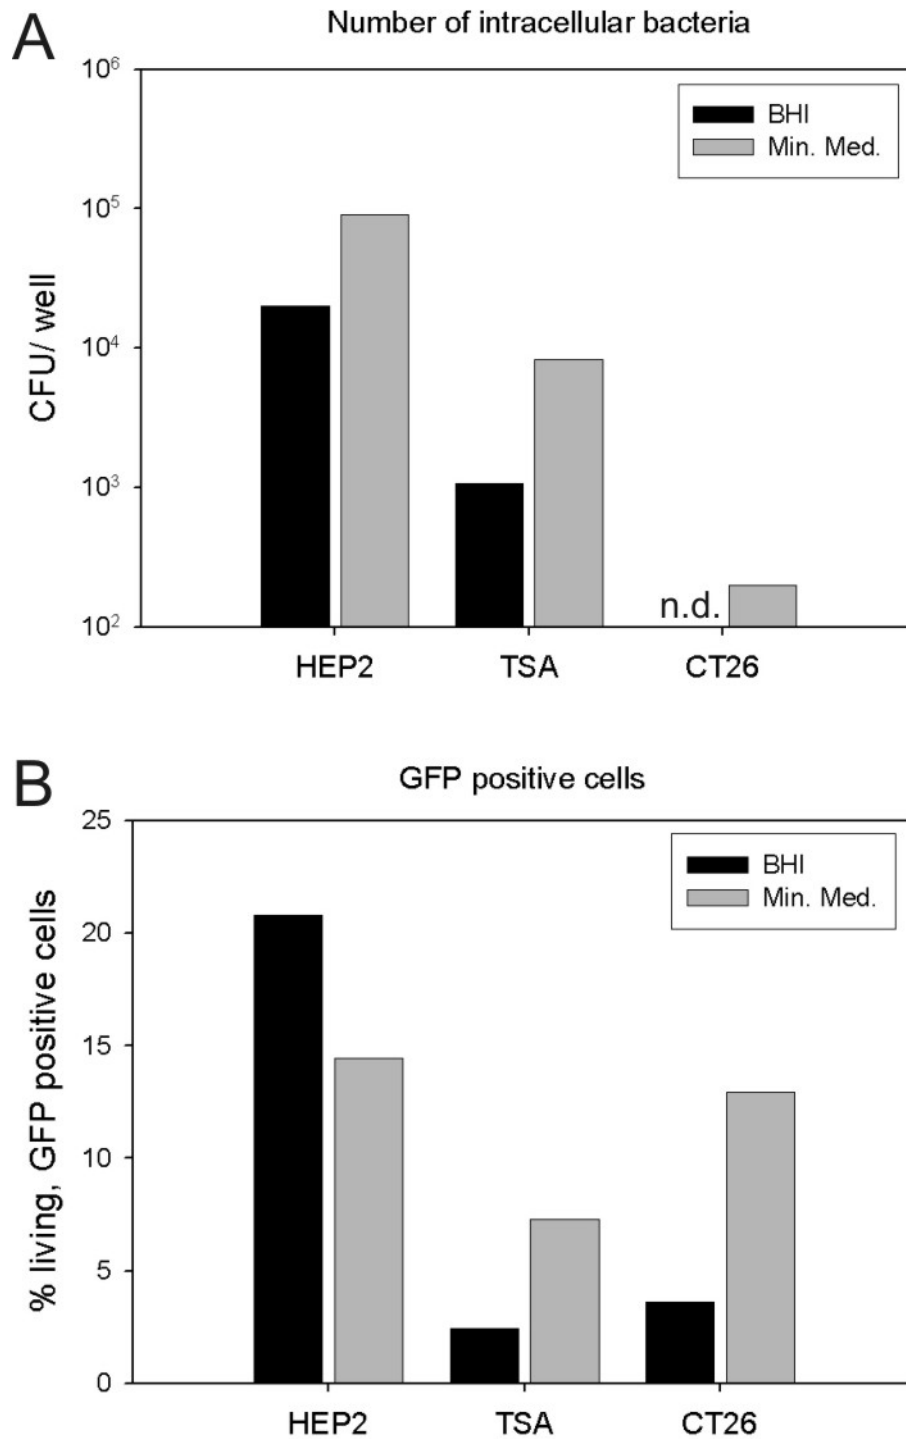 A
Number of intracellular bacteria
10⁶
10⁵
10⁴
10³
10²
CFU/ well
BHI
Min. Med.
n.d.
HEP2 TSA CT26
B
GFP positive cells
25
20
15
10
5
0
% living, GFP positive cells
BHI
Min. Med.
HEP2 TSA CT26